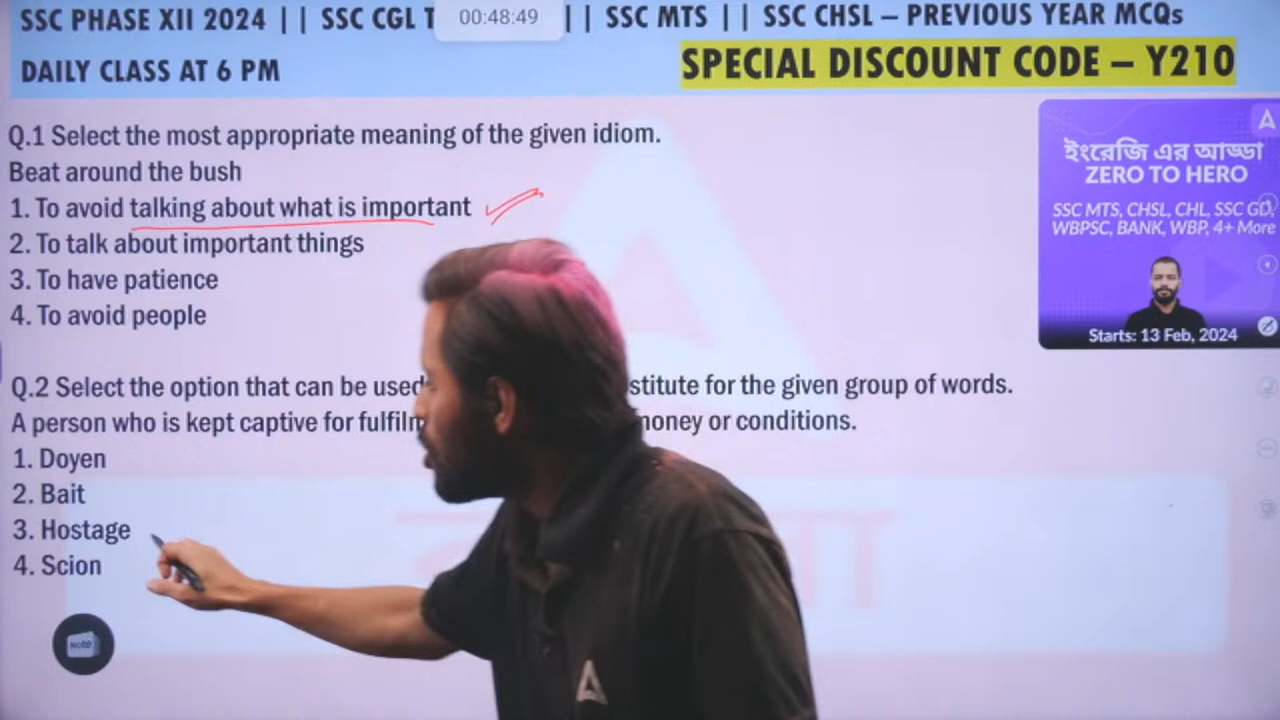 SSC PHASE XII 2024 || SSC CGL T || SSC MTS || SSC CHSL – PREVIOUS YEAR MCQs
00:48:49
DAILY CLASS AT 6 PM
SPECIAL DISCOUNT CODE – Y210
Q.1 Select the most appropriate meaning of the given idiom.
Beat around the bush
1. To avoid talking about what is important
2. To talk about important things
3. To have patience
4. To avoid people
ইংরেজি এর আড্ডা
ZERO TO HERO
SSC MTS, CHSL, CHL, SSC GD,
WBPSC, BANK, WBP, 4+ More
Starts: 13 Feb, 2024
Q.2 Select the option that can be used stitute for the given group of words.
A person who is kept captive for fulfilm money or conditions.
1. Doyen
2. Bait
3. Hostage
4. Scion